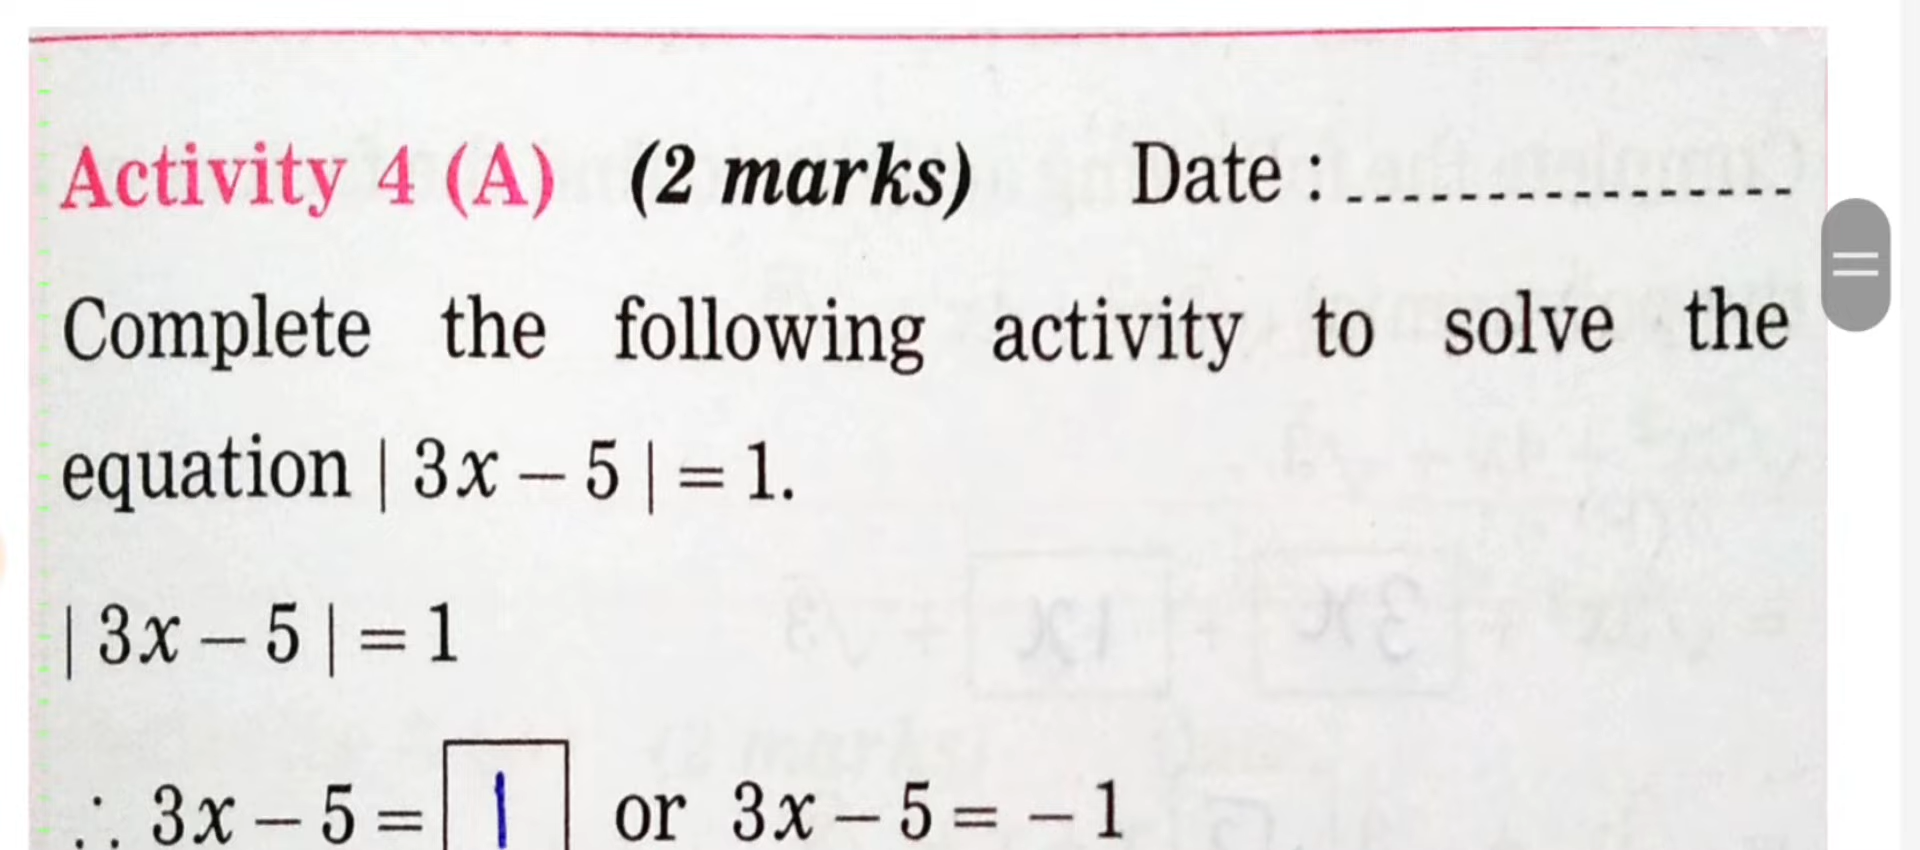 Activity 4 (A) (2 marks) Date : ................
Complete the following activity to solve the
equation | 3x – 5 | = 1.
| 3x – 5 | = 1
∴ 3x – 5 = 1 or 3x – 5 = – 1